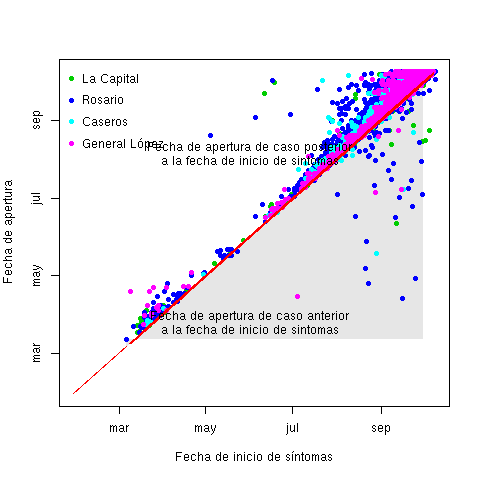 La Capital
Rosario
Caseros
General López
Fecha de apertura de caso posterior
a la fecha de inicio de sintomas
Fecha de apertura de caso anterior
a la fecha de inicio de sintomas
Fecha de apertura
mar
may
jul
sep
mar
may
jul
sep
Fecha de inicio de síntomas